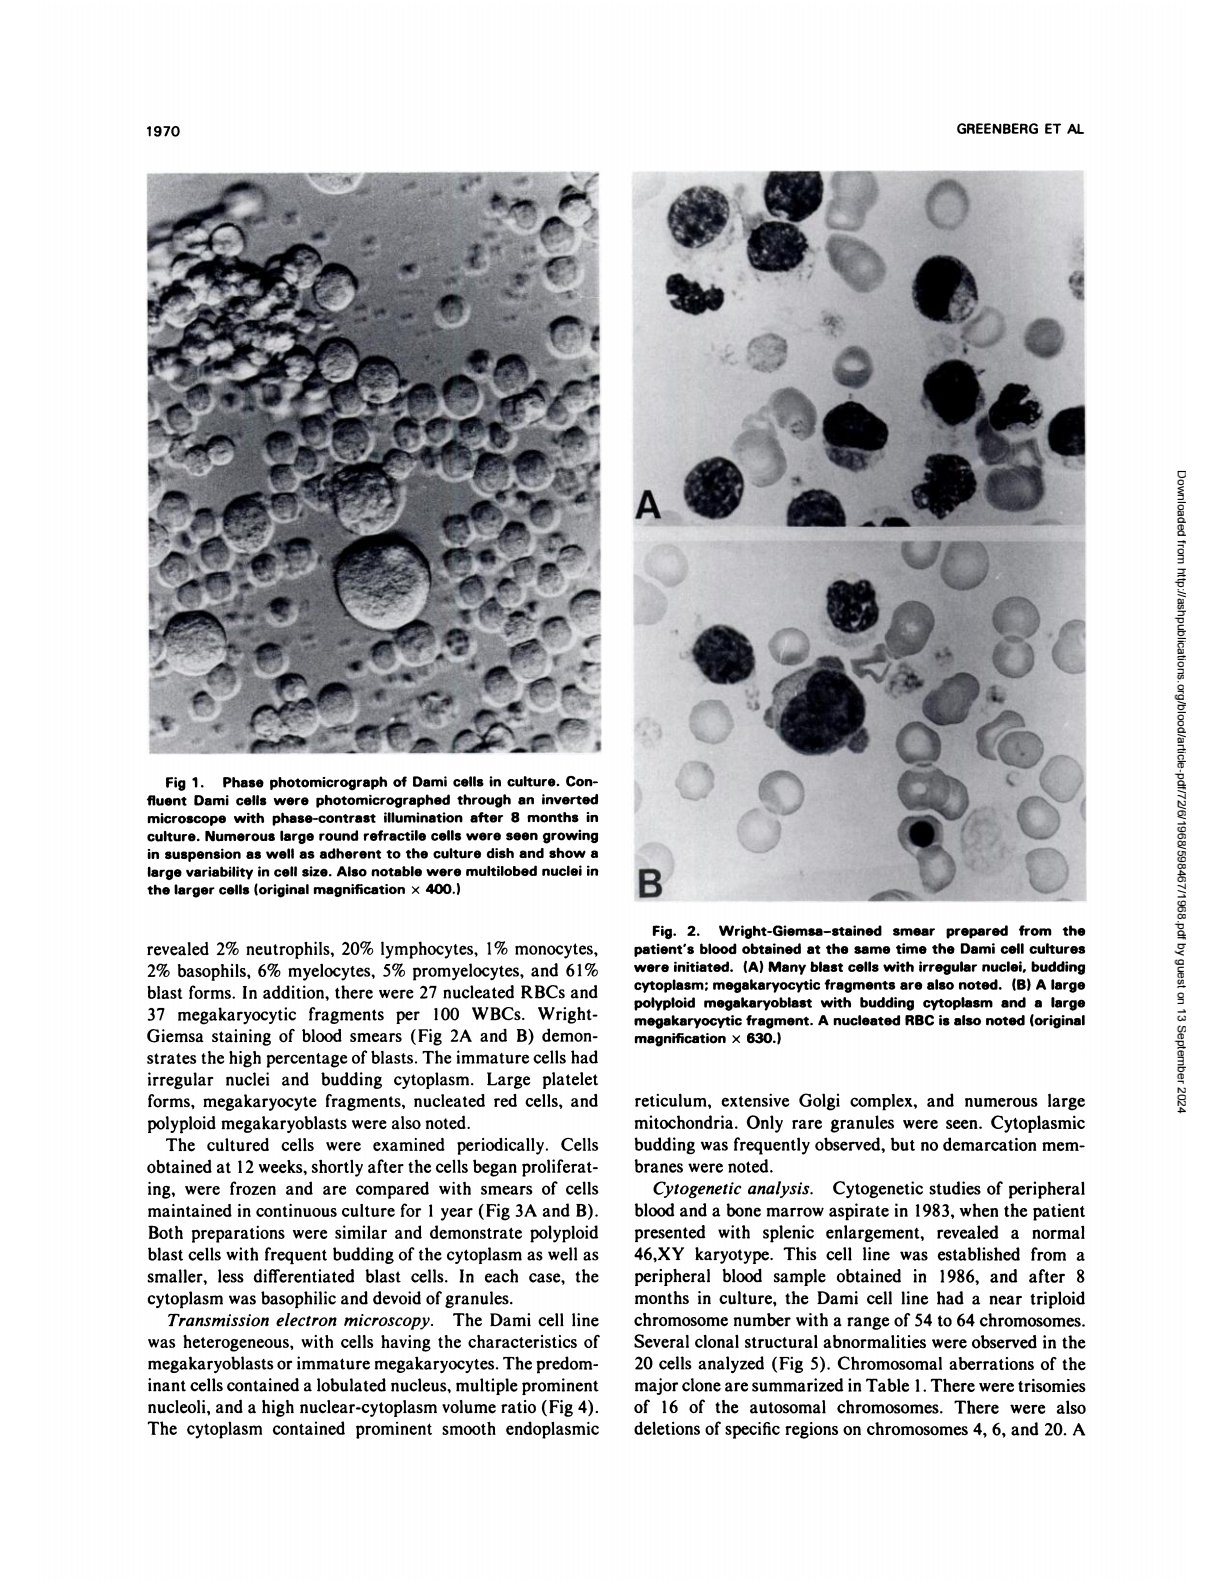 1970
GREENBERG ET AL
A
B
Fig 1. Phase photomicrograph of Dami cells in culture. Con-
fluent Dami cells were photomicrographed through an inverted
microscope with phase-contrast illumination after 8 months in
culture. Numerous large round refractile cells were seen growing
in suspension as well as adherent to the culture dish and show a
large variability in cell size. Also notable were multilobed nuclei in
the larger cells (original magnification × 400.)
revealed 2% neutrophils, 20% lymphocytes, 1% monocytes,
2% basophils, 6% myelocytes, 5% promyelocytes, and 61%
blast forms. In addition, there were 27 nucleated RBCs and
37 megakaryocytic fragments per 100 WBCs. Wright-
Giemsa staining of blood smears (Fig 2A and B) demon-
strates the high percentage of blasts. The immature cells had
irregular nuclei and budding cytoplasm. Large platelet
forms, megakaryocyte fragments, nucleated red cells, and
polyploid megakaryoblasts were also noted.
The cultured cells were examined periodically. Cells
obtained at 12 weeks, shortly after the cells began proliferat-
ing, were frozen and are compared with smears of cells
maintained in continuous culture for 1 year (Fig 3A and B).
Both preparations were similar and demonstrate polyploid
blast cells with frequent budding of the cytoplasm as well as
smaller, less differentiated blast cells. In each case, the
cytoplasm was basophilic and devoid of granules.
Transmission electron microscopy. The Dami cell line
was heterogeneous, with cells having the characteristics of
megakaryoblasts or immature megakaryocytes. The predom-
inant cells contained a lobulated nucleus, multiple prominent
nucleoli, and a high nuclear-cytoplasm volume ratio (Fig 4).
The cytoplasm contained prominent smooth endoplasmic
Fig. 2. Wright-Giemsa–stained smear prepared from the
patient's blood obtained at the same time the Dami cell cultures
were initiated. (A) Many blast cells with irregular nuclei, budding
cytoplasm; megakaryocytic fragments are also noted. (B) A large
polyploid megakaryoblast with budding cytoplasm and a large
megakaryocytic fragment. A nucleated RBC is also noted (original
magnification × 630.)
reticulum, extensive Golgi complex, and numerous large
mitochondria. Only rare granules were seen. Cytoplasmic
budding was frequently observed, but no demarcation mem-
branes were noted.
Cytogenetic analysis. Cytogenetic studies of peripheral
blood and a bone marrow aspirate in 1983, when the patient
presented with splenic enlargement, revealed a normal
46,XY karyotype. This cell line was established from a
peripheral blood sample obtained in 1986, and after 8
months in culture, the Dami cell line had a near triploid
chromosome number with a range of 54 to 64 chromosomes.
Several clonal structural abnormalities were observed in the
20 cells analyzed (Fig 5). Chromosomal aberrations of the
major clone are summarized in Table 1. There were trisomies
of 16 of the autosomal chromosomes. There were also
deletions of specific regions on chromosomes 4, 6, and 20. A
Downloaded from http://ashpublications.org/blood/article-pdf/72/6/1968/598467/1968.pdf by guest on 13 September 2024